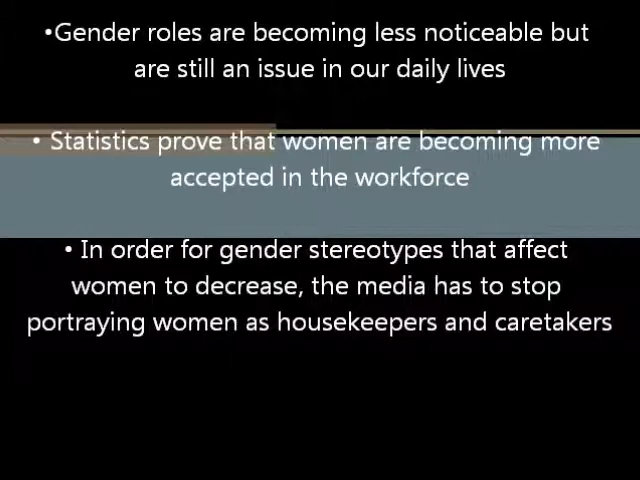 •Gender roles are becoming less noticeable but
are still an issue in our daily lives
• Statistics prove that women are becoming more
accepted in the workforce
• In order for gender stereotypes that affect
women to decrease, the media has to stop
portraying women as housekeepers and caretakers